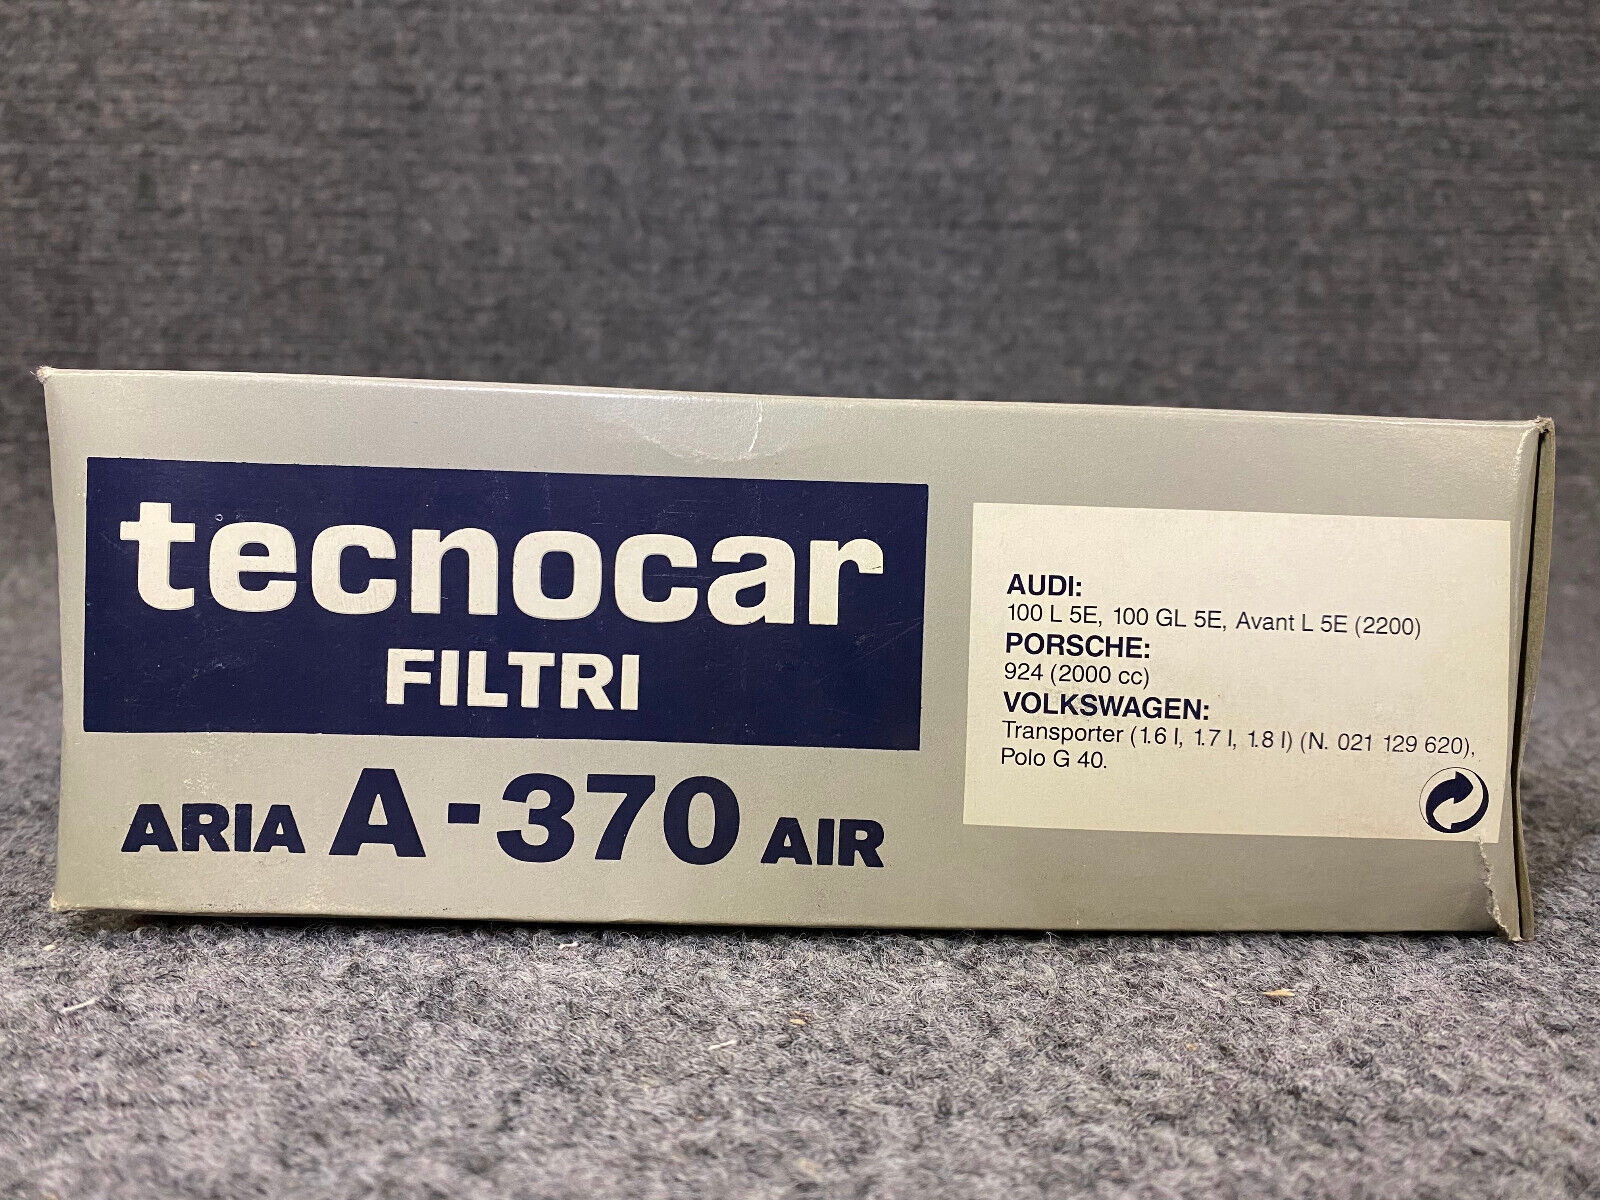 tecnocar
FILTRI
ARIA A-370 AIR
AUDI:
100 L 5E, 100 GL 5E, Avant L 5E (2200)
PORSCHE:
924 (2000 cc)
VOLKSWAGEN:
Transporter (1.6 l, 1.7 l, 1.8 l) (N. 021 129 620),
Polo G 40.